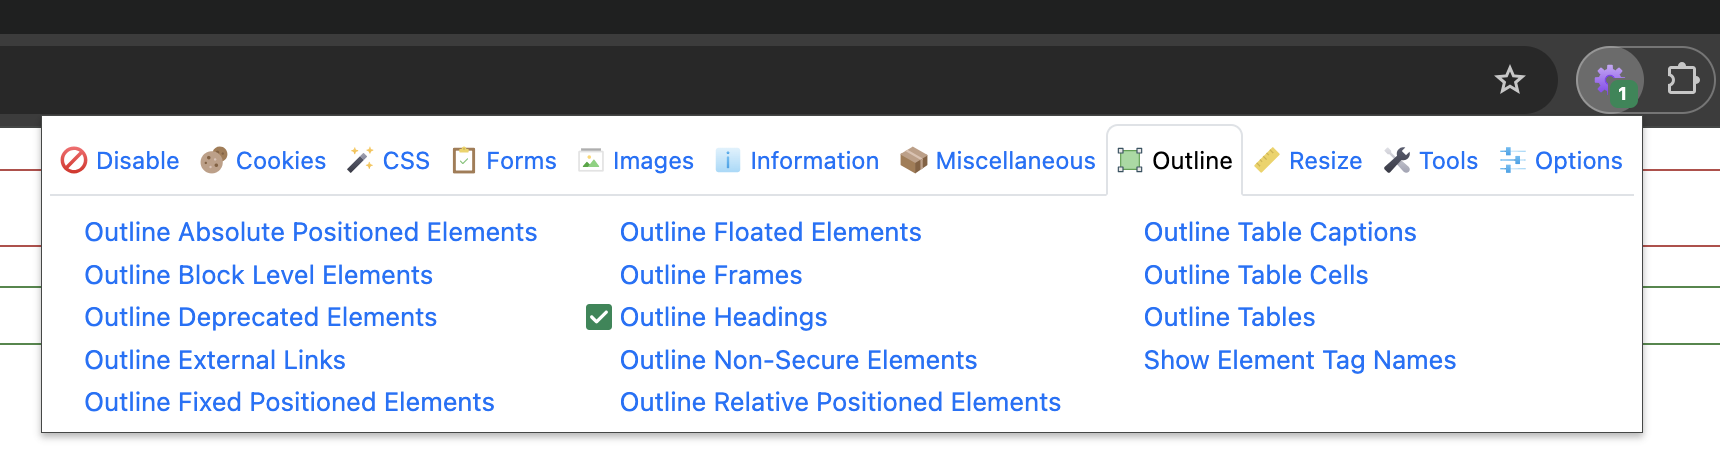 1
Disable Cookies CSS Forms Images Information Miscellaneous Outline Resize Tools Options
Outline Absolute Positioned Elements
Outline Block Level Elements
Outline Deprecated Elements
Outline External Links
Outline Fixed Positioned Elements
Outline Floated Elements
Outline Frames
Outline Headings
Outline Non-Secure Elements
Outline Relative Positioned Elements
Outline Table Captions
Outline Table Cells
Outline Tables
Show Element Tag Names